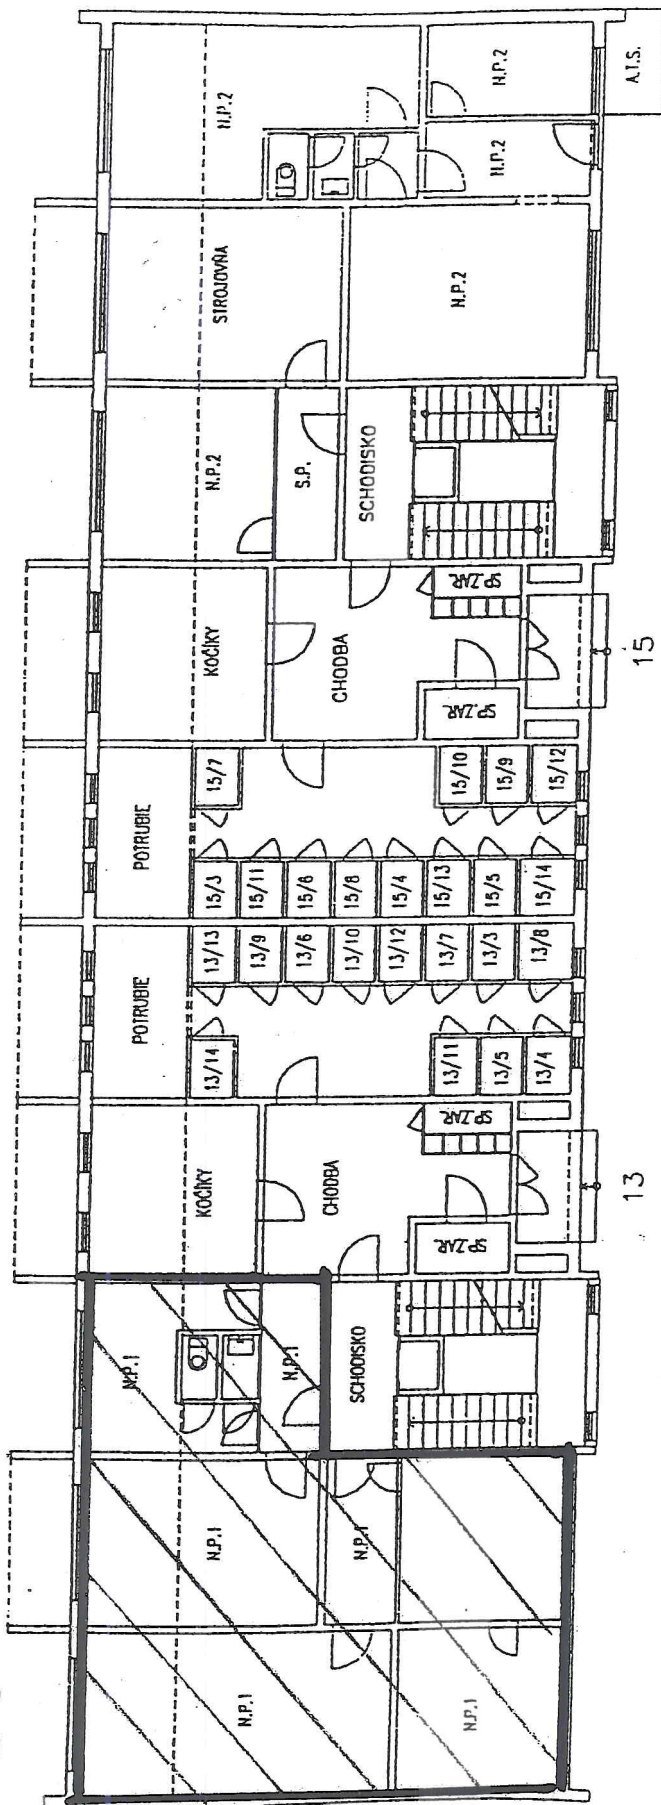 N.P.2
N.P.2
N.P.2
A.T.S.
STROJOVŇA
N.P.2
N.P.2
S.P.
SCHODISKO
KOČÍKY
CHODBA
SP.ZAR.
SP.ZAR.
15
POTRUBIE
15/7
15/10
15/9
15/12
15/3
15/11
15/6
15/8
15/4
15/13
15/5
15/14
POTRUBIE
13/13
13/9
13/6
13/10
13/12
13/7
13/3
13/8
13/14
13/11
13/5
13/4
KOČÍKY
CHODBA
SP.ZAR.
SP.ZAR.
13
N.P.1
N.P.1
SCHODISKO
N.P.1
N.P.1
N.P.1
N.P.1